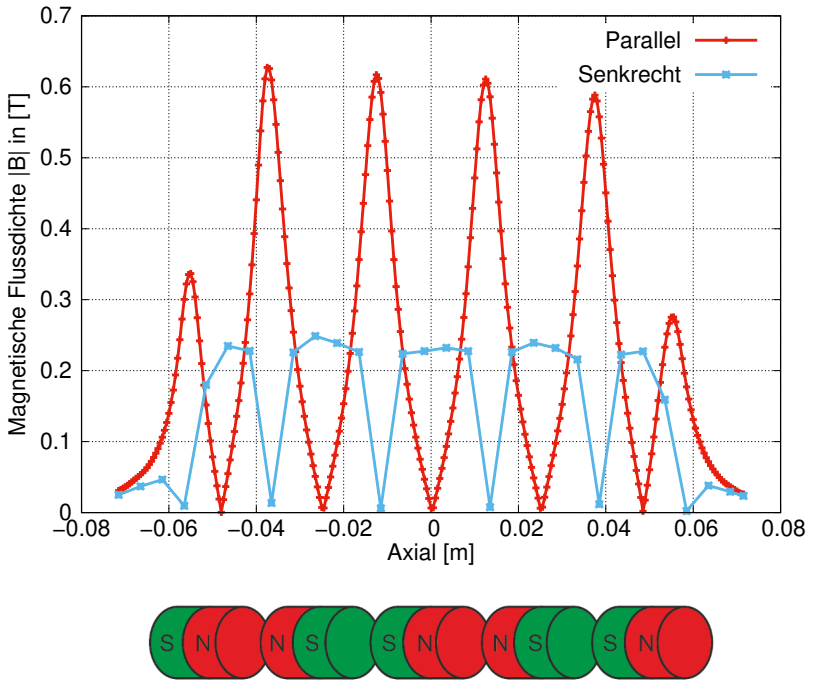 Magnetische Flussdichte |B| in [T]
0.7
0.6
0.5
0.4
0.3
0.2
0.1
0
Parallel
Senkrecht
−0.08 −0.06 −0.04 −0.02 0 0.02 0.04 0.06 0.08
Axial [m]
S N N S S N N S S N